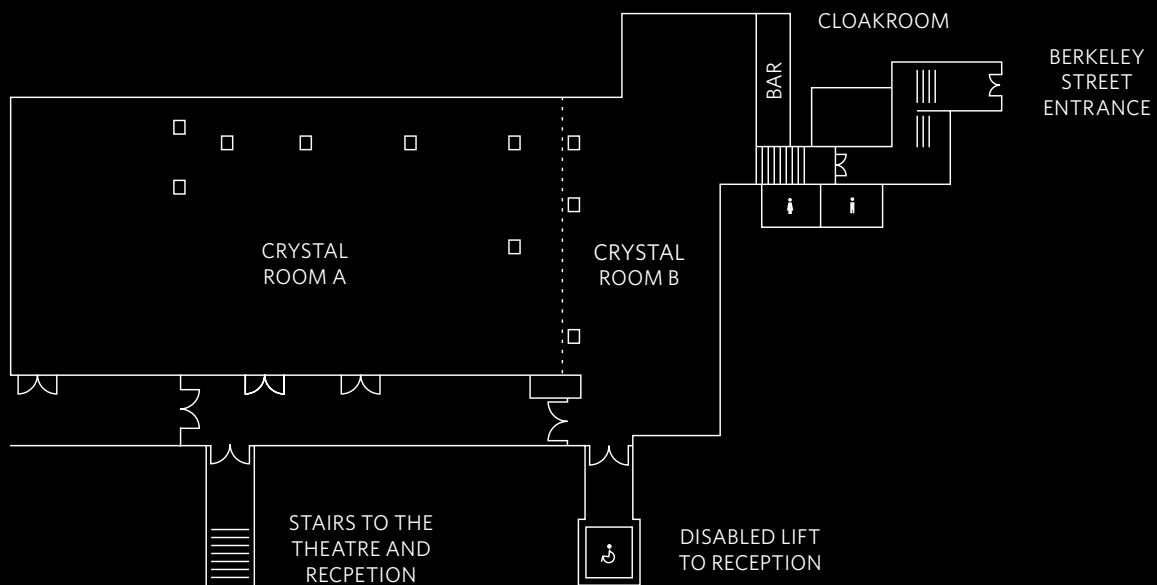 CLOAKROOM
BERKELEY
STREET
ENTRANCE
BAR
CRYSTAL
ROOM A
CRYSTAL
ROOM B
STAIRS TO THE
THEATRE AND
RECPETION
DISABLED LIFT
TO RECEPTION